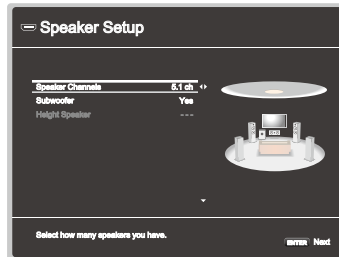 Speaker Setup
Speaker Channels 5.1 ch
Subwoofer Yes
Height Speaker ---
Select how many speakers you have.
ENTER Next